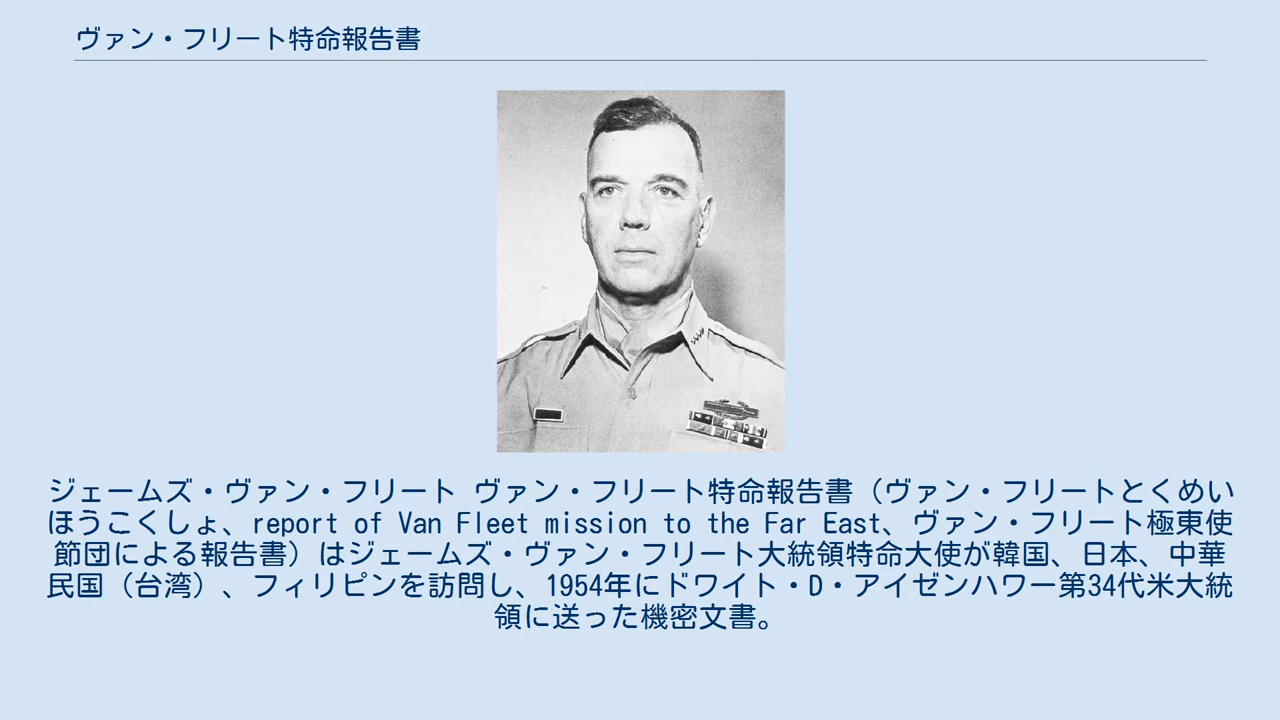 ヴァン・フリート特命報告書
ジェームズ・ヴァン・フリート ヴァン・フリート特命報告書（ヴァン・フリートとくめい
ほうこくしょ、report of Van Fleet mission to the Far East、ヴァン・フリート極東使
節団による報告書）はジェームズ・ヴァン・フリート大統領特命大使が韓国、日本、中華
民国（台湾）、フィリピンを訪問し、1954年にドワイト・D・アイゼンハワー第34代米大統
領に送った機密文書。